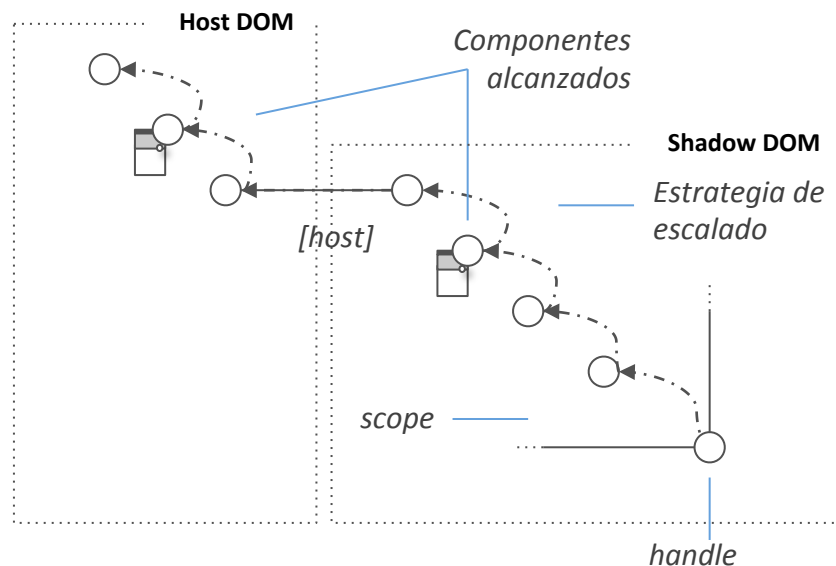 Host DOM
Componentes
alcanzados
Shadow DOM
Estrategia de
escalado
[host]
scope
handle